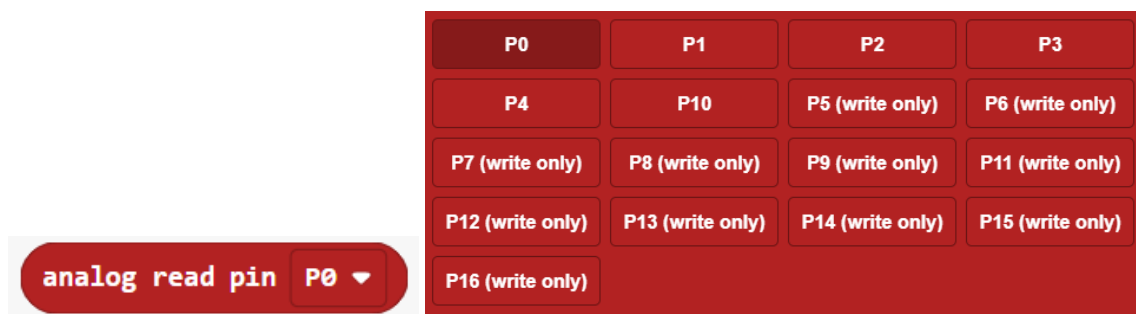 P0 P1 P2 P3
P4 P10 P5 (write only) P6 (write only)
P7 (write only) P8 (write only) P9 (write only) P11 (write only)
P12 (write only) P13 (write only) P14 (write only) P15 (write only)
analog read pin P0
P16 (write only)